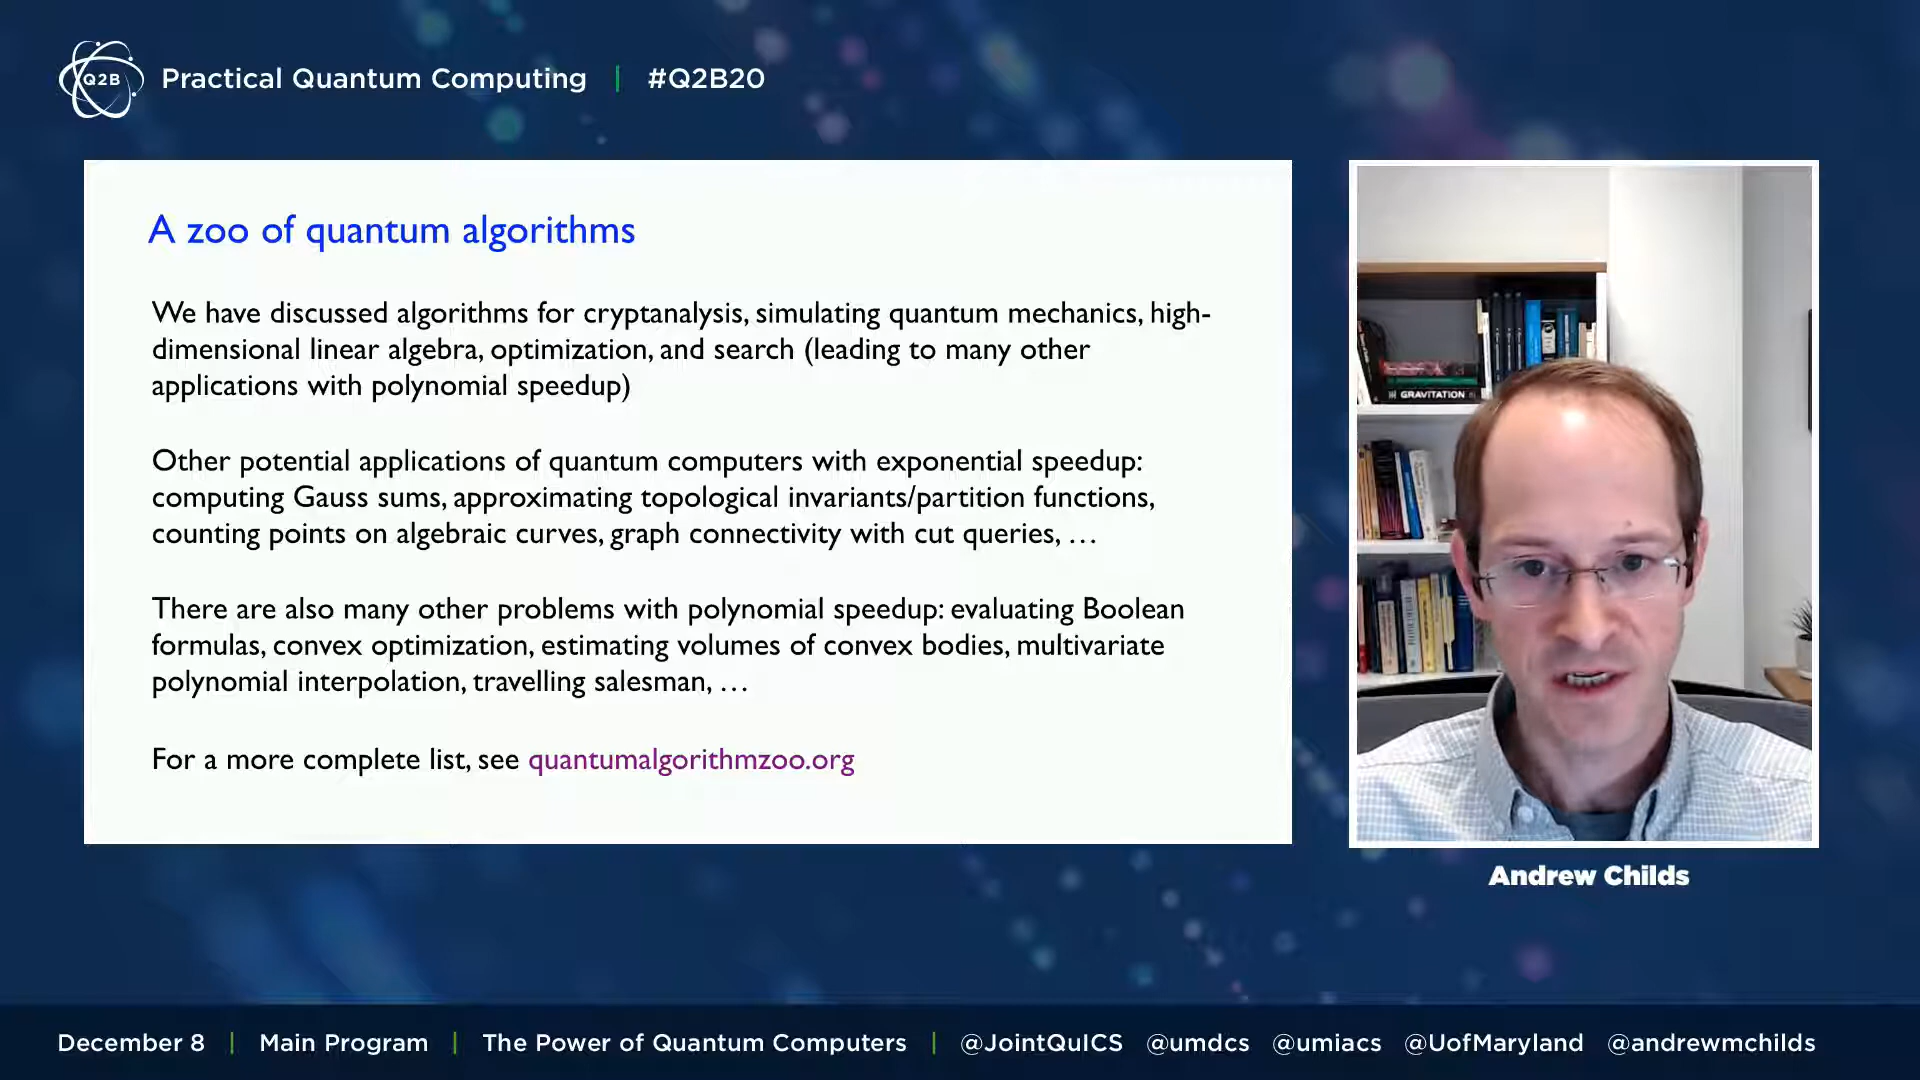 Q2B
Practical Quantum Computing | #Q2B20
A zoo of quantum algorithms
We have discussed algorithms for cryptanalysis, simulating quantum mechanics, high-
dimensional linear algebra, optimization, and search (leading to many other
applications with polynomial speedup)
Other potential applications of quantum computers with exponential speedup:
computing Gauss sums, approximating topological invariants/partition functions,
counting points on algebraic curves, graph connectivity with cut queries, …
There are also many other problems with polynomial speedup: evaluating Boolean
formulas, convex optimization, estimating volumes of convex bodies, multivariate
polynomial interpolation, travelling salesman, …
For a more complete list, see quantumalgorithmzoo.org
GRAVITATION
Andrew Childs
December 8 | Main Program | The Power of Quantum Computers | @JointQuICS @umdcs @umiacs @UofMaryland @andrewmchilds